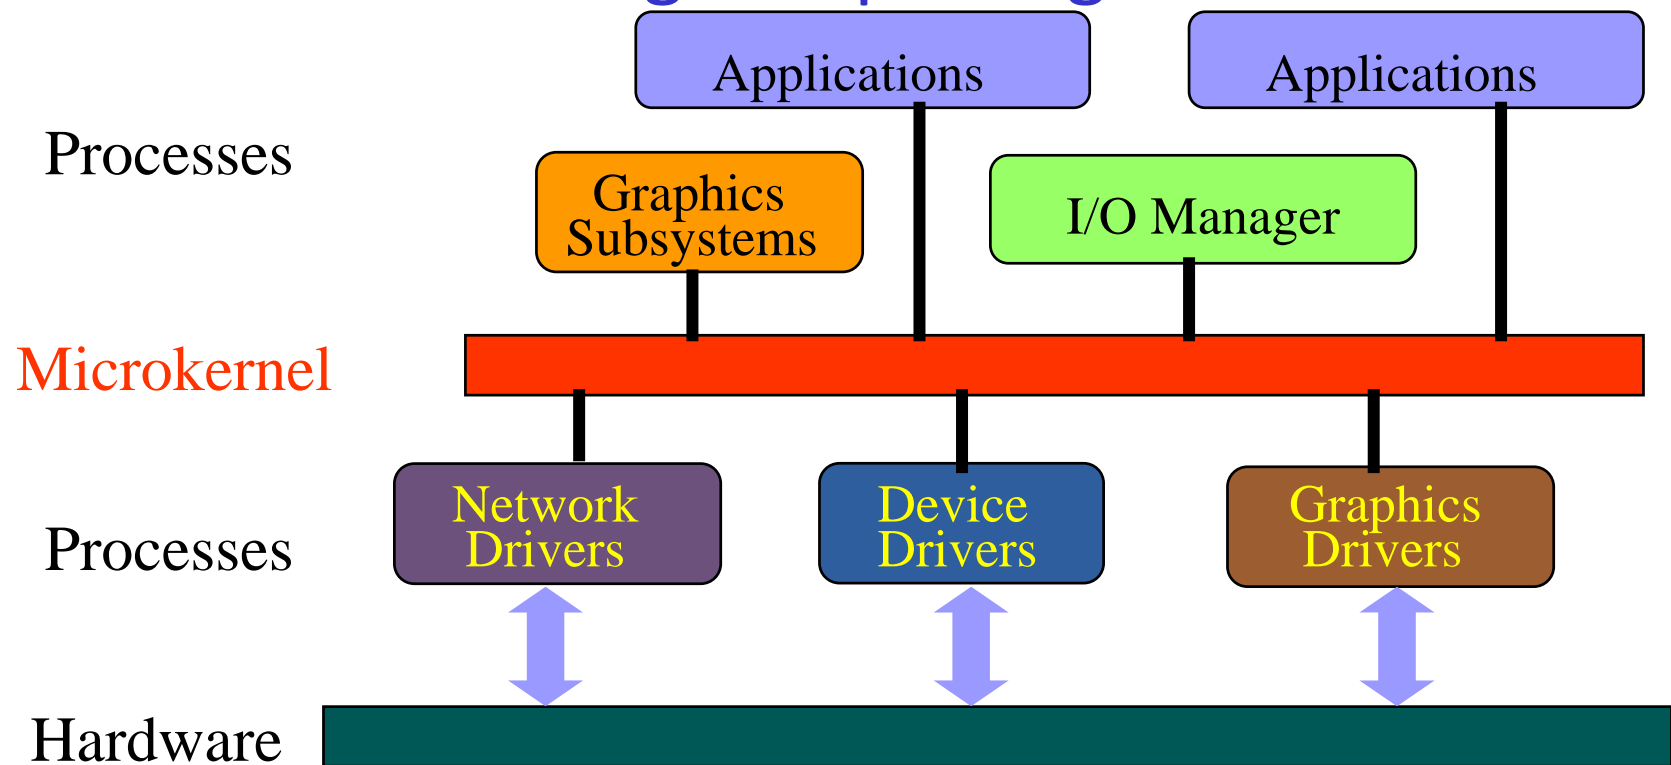 Applications
Applications
Processes
Graphics
Subsystems
I/O Manager
Microkernel
Processes
Network
Drivers
Device
Drivers
Graphics
Drivers
Hardware